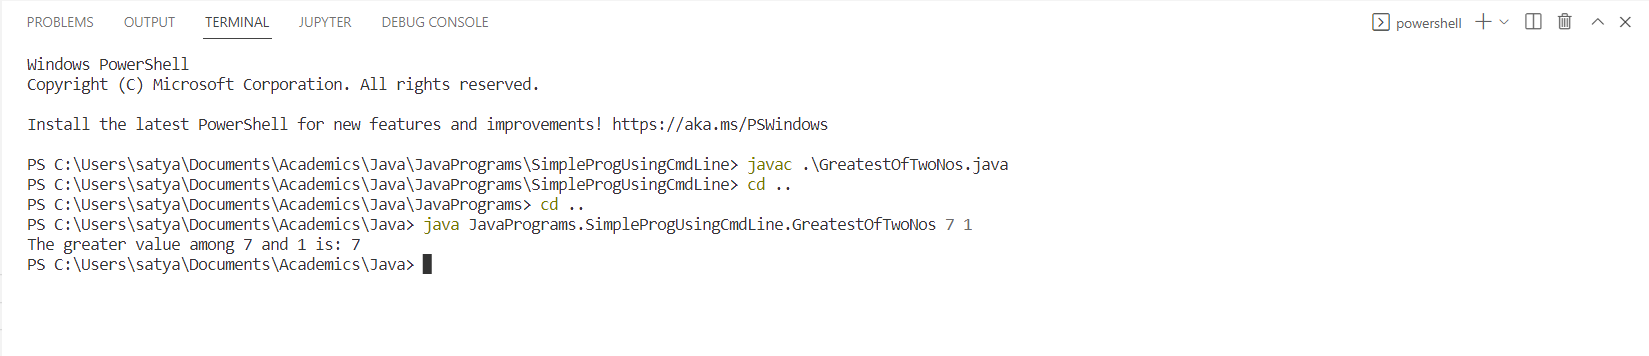 PROBLEMS OUTPUT TERMINAL JUPYTER DEBUG CONSOLE powershell
Windows PowerShell
Copyright (C) Microsoft Corporation. All rights reserved.
Install the latest PowerShell for new features and improvements! https://aka.ms/PSWindows
PS C:\Users\satya\Documents\Academics\Java\JavaPrograms\SimpleProgUsingCmdLine> javac .\GreatestOfTwoNos.java
PS C:\Users\satya\Documents\Academics\Java\JavaPrograms\SimpleProgUsingCmdLine> cd ..
PS C:\Users\satya\Documents\Academics\Java\JavaPrograms> cd ..
PS C:\Users\satya\Documents\Academics\Java> java JavaPrograms.SimpleProgUsingCmdLine.GreatestOfTwoNos 7 1
The greater value among 7 and 1 is: 7
PS C:\Users\satya\Documents\Academics\Java>